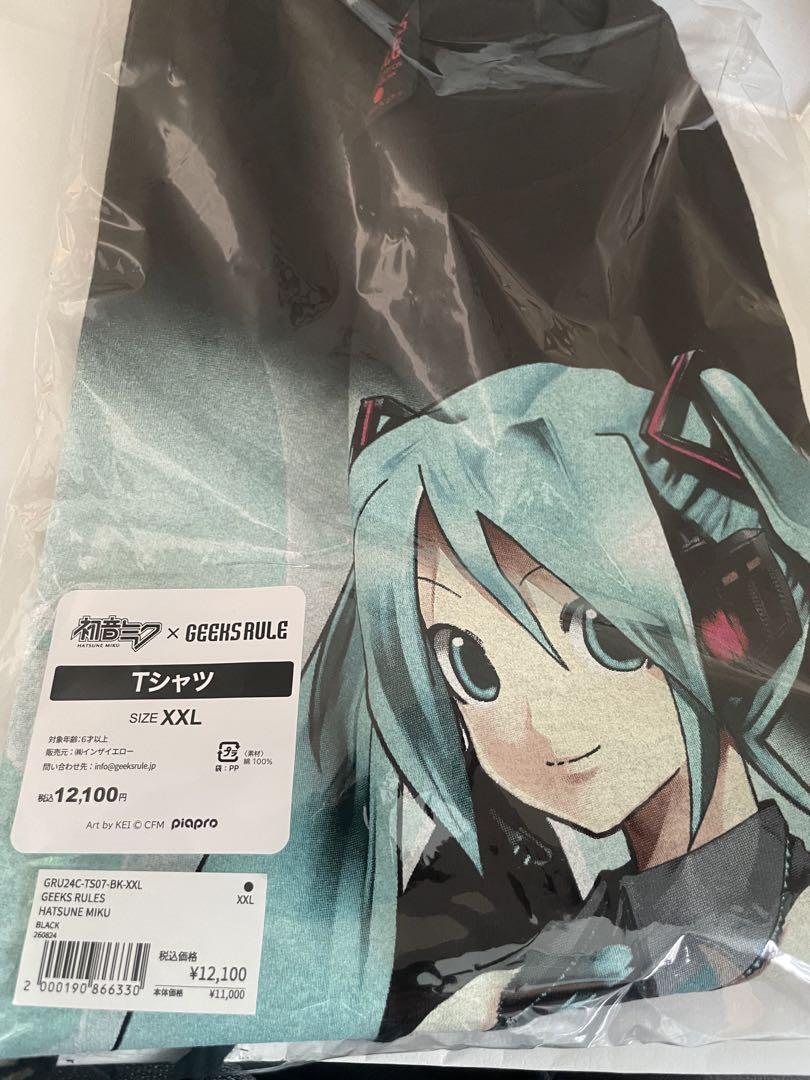 初音ミク × GEEKS RULE
HATSUNE MIKU
Tシャツ
SIZE XXL
対象年齢:6才以上
販売元:㈱インザイエロー
問い合わせ先:info@geeksrule.jp
プラ
袋:PP
〈素材〉
綿100%
税込12,100円
Art by KEI © CFM piapro
GRU24C-TS07-BK-XXL
GEEKS RULES
HATSUNE MIKU
BLACK
260824
XXL
税込価格
¥12,100
本体価格 ¥11,000
2 000190 866330